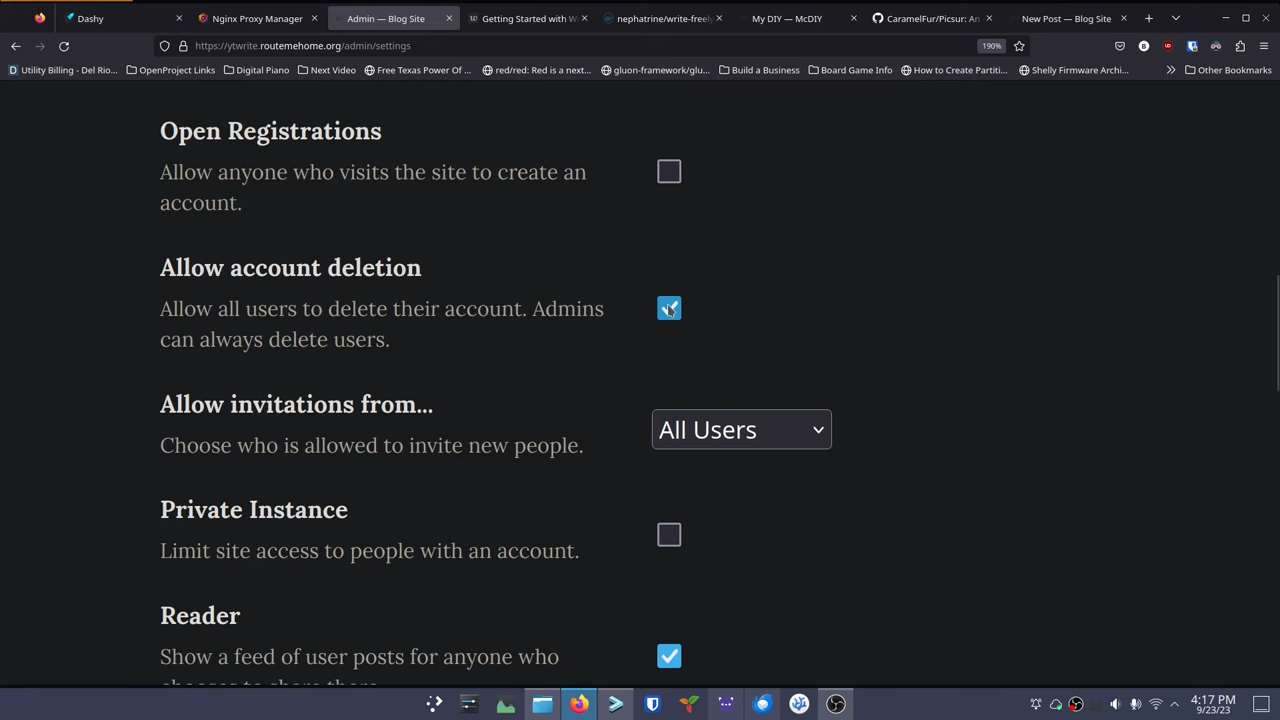 Dashy
Nginx Proxy Manager
Admin — Blog Site
Getting Started with W
nephatrine/write-freely
My DIY — McDIY
CaramelFur/Picsur: An
New Post — Blog Site
https://ytwrite.routemehome.org/admin/settings
190%
Utility Billing - Del Rio...
OpenProject Links
Digital Piano
Next Video
Free Texas Power Of ...
red/red: Red is a next...
gluon-framework/glu...
Build a Business
Board Game Info
How to Create Partiti...
Shelly Firmware Archi...
Other Bookmarks
Open Registrations
Allow anyone who visits the site to create an
account.
Allow account deletion
Allow all users to delete their account. Admins
can always delete users.
Allow invitations from...
All Users
Choose who is allowed to invite new people.
Private Instance
Limit site access to people with an account.
Reader
Show a feed of user posts for anyone who
chooses to share there.
4:17 PM
9/23/23